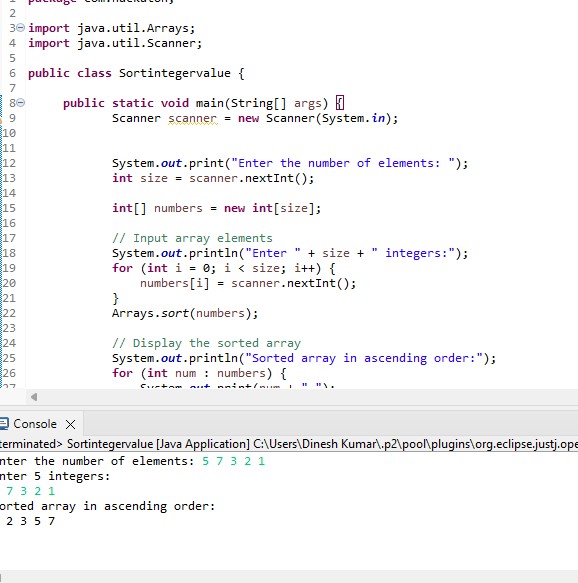 1 package
2
3 import java.util.Arrays;
4 import java.util.Scanner;
5
6 public class Sortintegervalue {
7
8 public static void main(String[] args) {
9 Scanner scanner = new Scanner(System.in);
10
11
12 System.out.print("Enter the number of elements: ");
13 int size = scanner.nextInt();
14
15 int[] numbers = new int[size];
16
17 // Input array elements
18 System.out.println("Enter " + size + " integers:");
19 for (int i = 0; i < size; i++) {
20 numbers[i] = scanner.nextInt();
21 }
22 Arrays.sort(numbers);
23
24 // Display the sorted array
25 System.out.println("Sorted array in ascending order:");
26 for (int num : numbers) {
27 System.out.print(num + " ");
Console
terminated> Sortintegervalue [Java Application] C:\Users\Dinesh Kumar\.p2\pool\plugins\org.eclipse.justj.ope
nter the number of elements: 5 7 3 2 1
nter 5 integers:
7 3 2 1
orted array in ascending order:
2 3 5 7